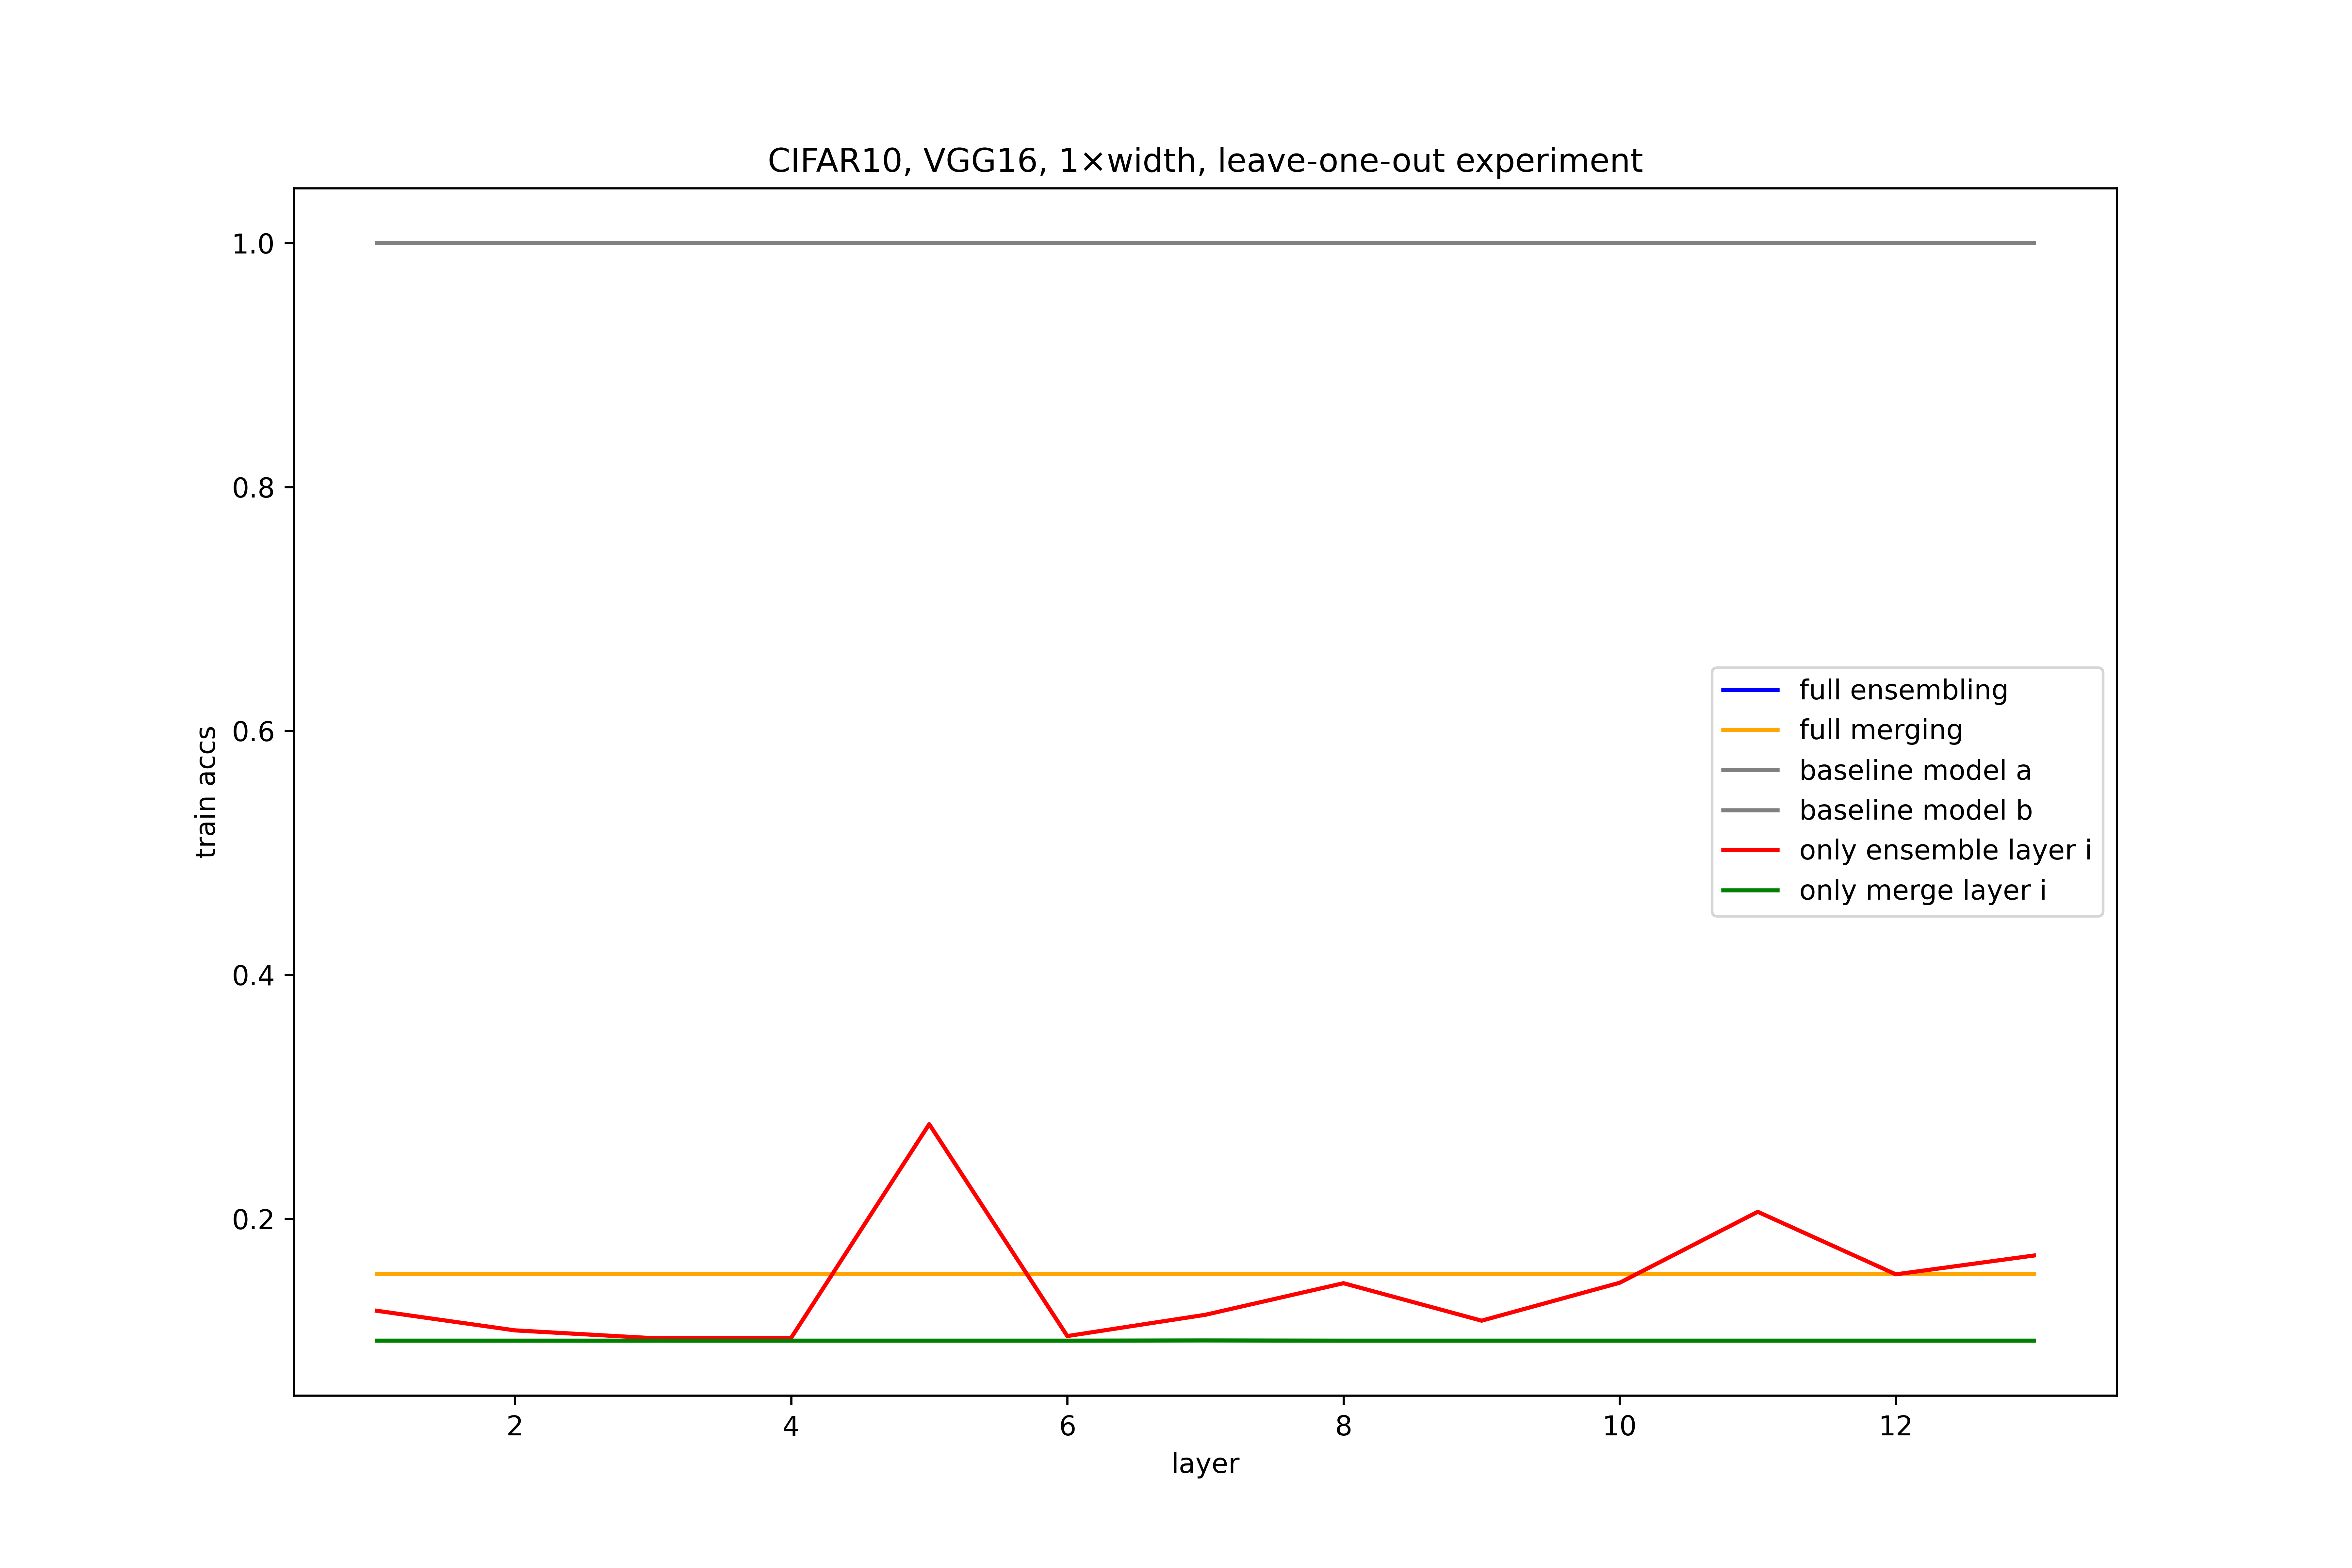 CIFAR10, VGG16, 1×width, leave-one-out experiment
1.0
0.8
0.6
0.4
0.2
train accs
full ensembling
full merging
baseline model a
baseline model b
only ensemble layer i
only merge layer i
2 4 6 8 10 12
layer